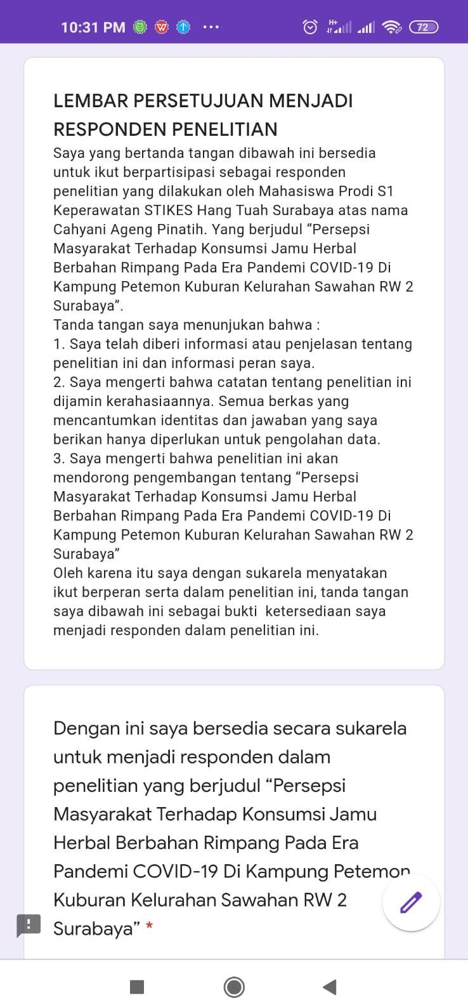 10:31 PM
H+
72
LEMBAR PERSETUJUAN MENJADI
RESPONDEN PENELITIAN
Saya yang bertanda tangan dibawah ini bersedia
untuk ikut berpartisipasi sebagai responden
penelitian yang dilakukan oleh Mahasiswa Prodi S1
Keperawatan STIKES Hang Tuah Surabaya atas nama
Cahyani Ageng Pinatih. Yang berjudul “Persepsi
Masyarakat Terhadap Konsumsi Jamu Herbal
Berbahan Rimpang Pada Era Pandemi COVID-19 Di
Kampung Petemon Kuburan Kelurahan Sawahan RW 2
Surabaya”.
Tanda tangan saya menunjukan bahwa :
1. Saya telah diberi informasi atau penjelasan tentang
penelitian ini dan informasi peran saya.
2. Saya mengerti bahwa catatan tentang penelitian ini
dijamin kerahasiaannya. Semua berkas yang
mencantumkan identitas dan jawaban yang saya
berikan hanya diperlukan untuk pengolahan data.
3. Saya mengerti bahwa penelitian ini akan
mendorong pengembangan tentang “Persepsi
Masyarakat Terhadap Konsumsi Jamu Herbal
Berbahan Rimpang Pada Era Pandemi COVID-19 Di
Kampung Petemon Kuburan Kelurahan Sawahan RW 2
Surabaya”
Oleh karena itu saya dengan sukarela menyatakan
ikut berperan serta dalam penelitian ini, tanda tangan
saya dibawah ini sebagai bukti  ketersediaan saya
menjadi responden dalam penelitian ini.
Dengan ini saya bersedia secara sukarela
untuk menjadi responden dalam
penelitian yang berjudul “Persepsi
Masyarakat Terhadap Konsumsi Jamu
Herbal Berbahan Rimpang Pada Era
Pandemi COVID-19 Di Kampung Petemon
Kuburan Kelurahan Sawahan RW 2
Surabaya” *